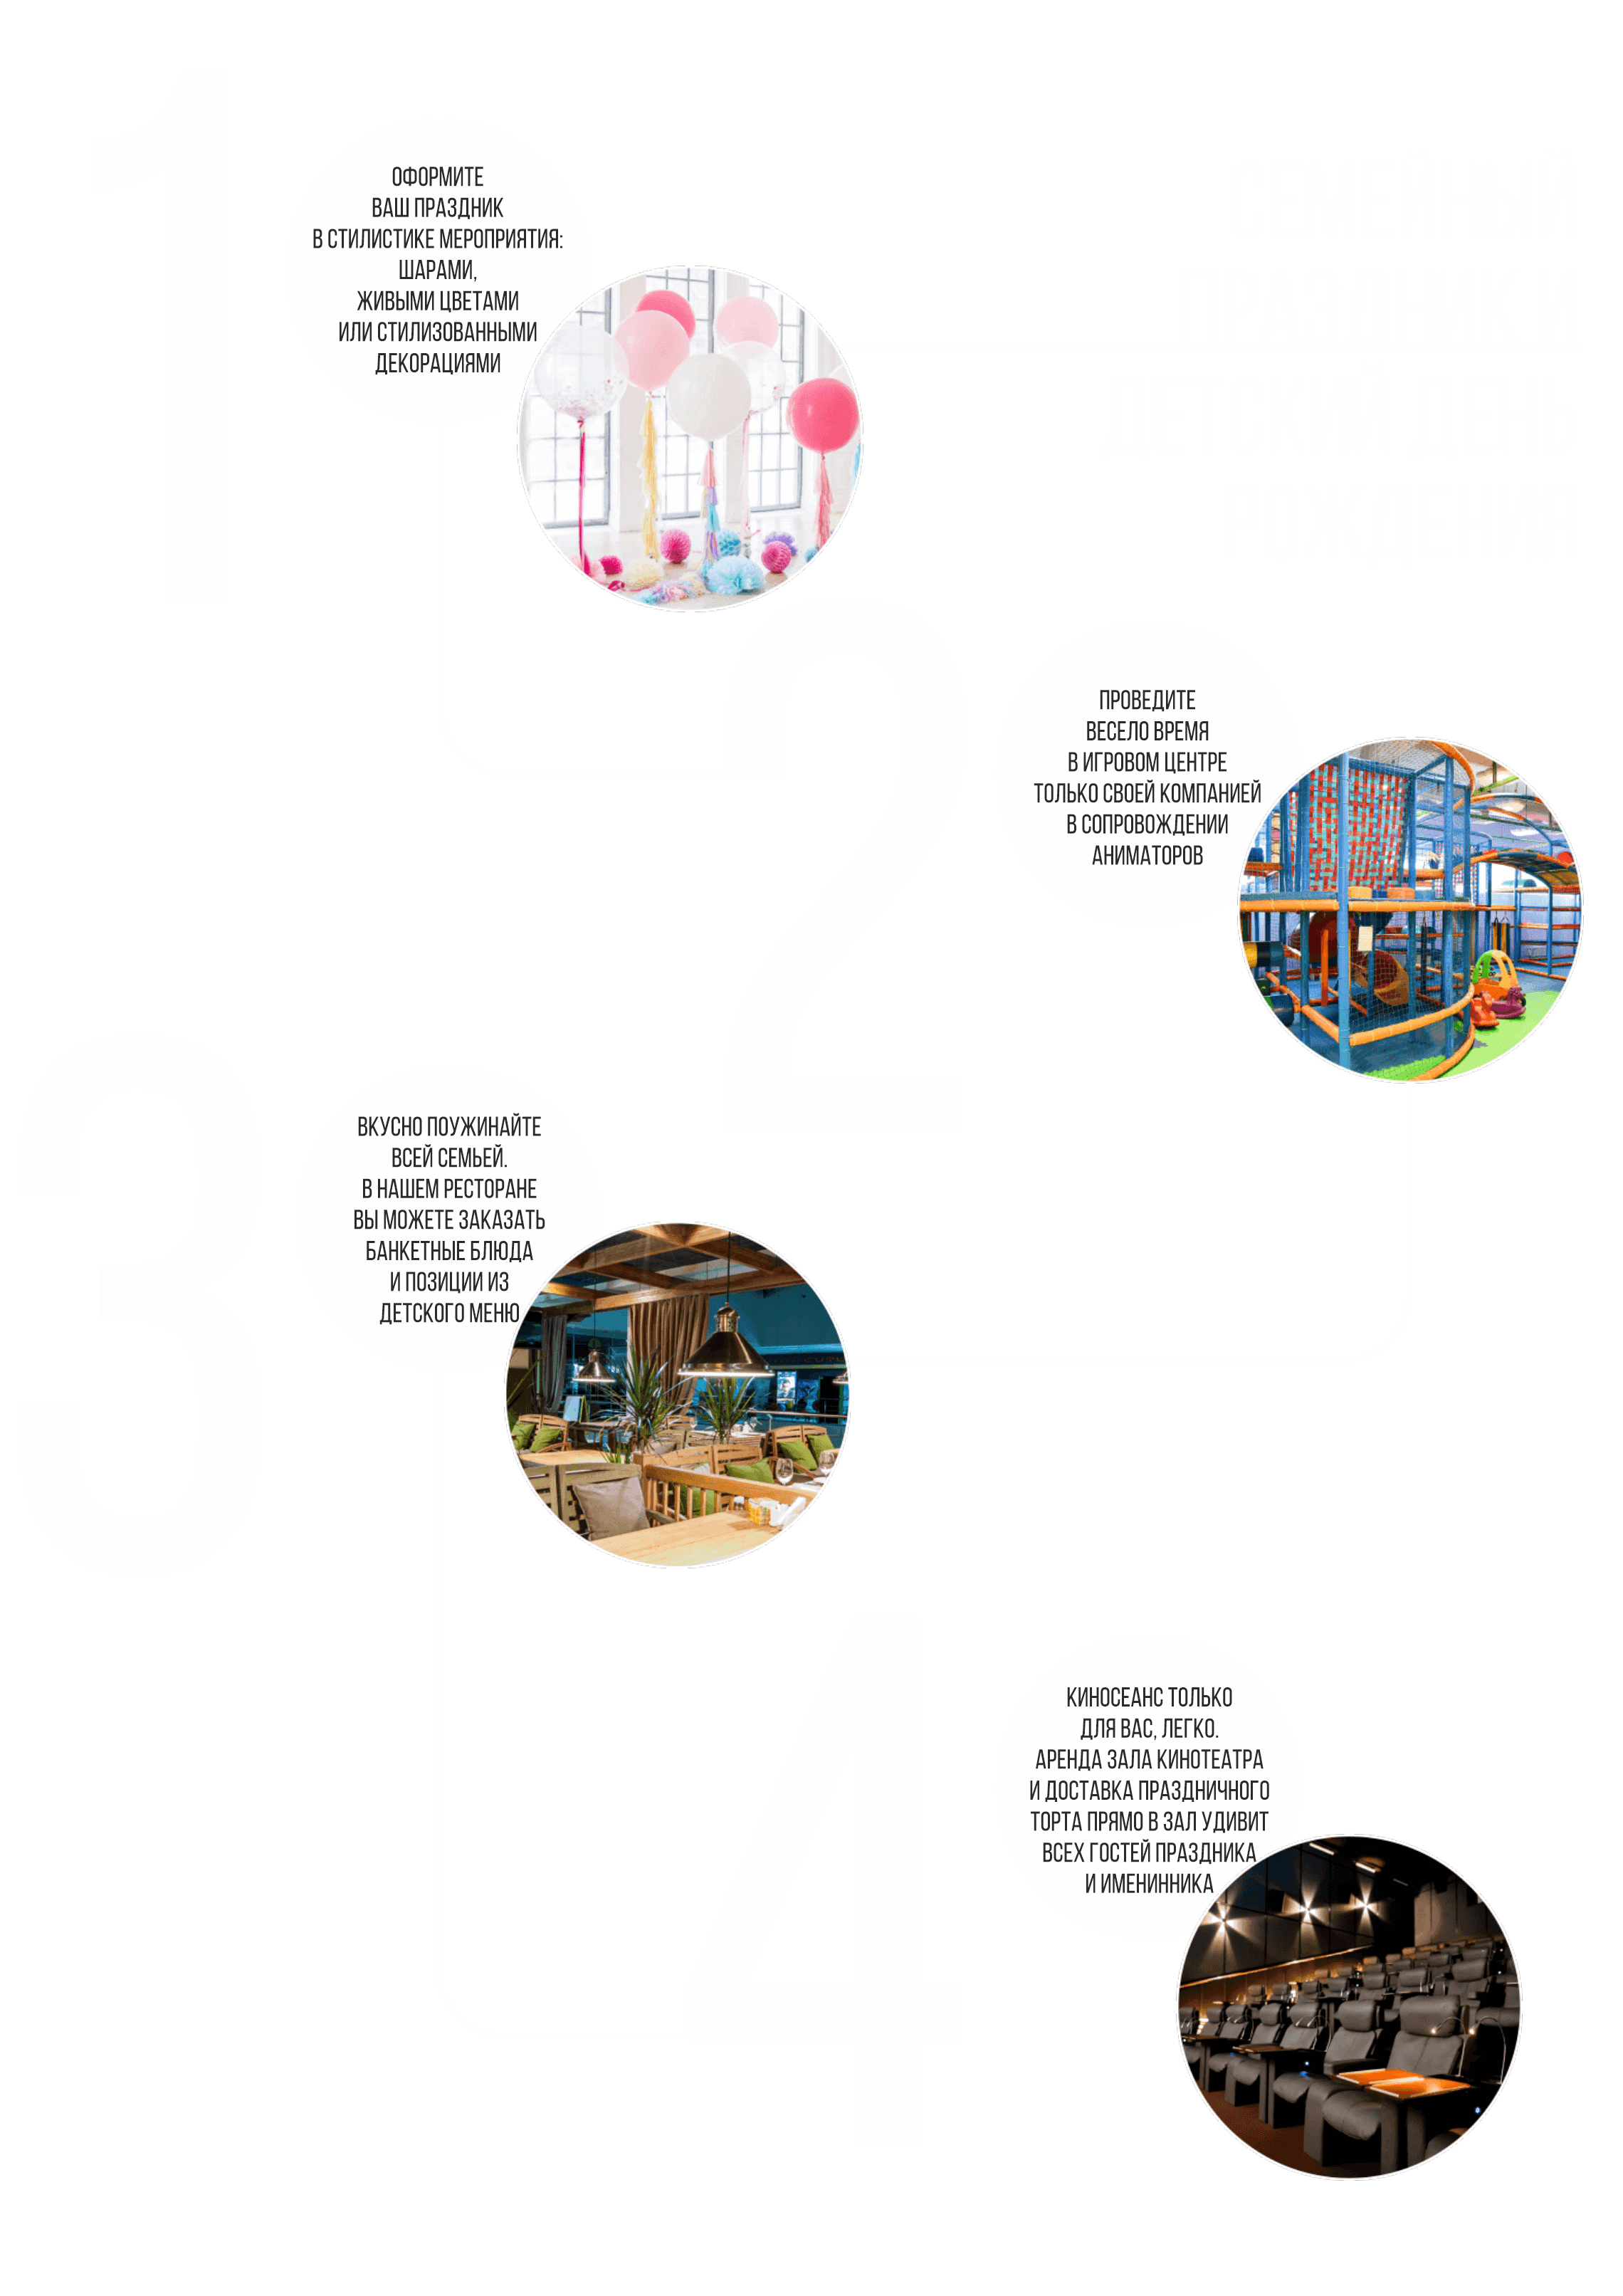 ОФОРМИТЕ
ВАШ ПРАЗДНИК
В СТИЛИСТИКЕ МЕРОПРИЯТИЯ:
ШАРАМИ,
ЖИВЫМИ ЦВЕТАМИ
ИЛИ СТИЛИЗОВАННЫМИ
ДЕКОРАЦИЯМИ
ПРОВЕДИТЕ
ВЕСЕЛО ВРЕМЯ
В ИГРОВОМ ЦЕНТРЕ
ТОЛЬКО СВОЕЙ КОМПАНИЕЙ
В СОПРОВОЖДЕНИИ
АНИМАТОРОВ
ВКУСНО ПОУЖИНАЙТЕ
ВСЕЙ СЕМЬЕЙ.
В НАШЕМ РЕСТОРАНЕ
ВЫ МОЖЕТЕ ЗАКАЗАТЬ
БАНКЕТНЫЕ БЛЮДА
И ПОЗИЦИИ ИЗ
ДЕТСКОГО МЕНЮ
КИНОСЕАНС ТОЛЬКО
ДЛЯ ВАС, ЛЕГКО.
АРЕНДА ЗАЛА КИНОТЕАТРА
И ДОСТАВКА ПРАЗДНИЧНОГО
ТОРТА ПРЯМО В ЗАЛ УДИВИТ
ВСЕХ ГОСТЕЙ ПРАЗДНИКА
И ИМЕНИННИКА